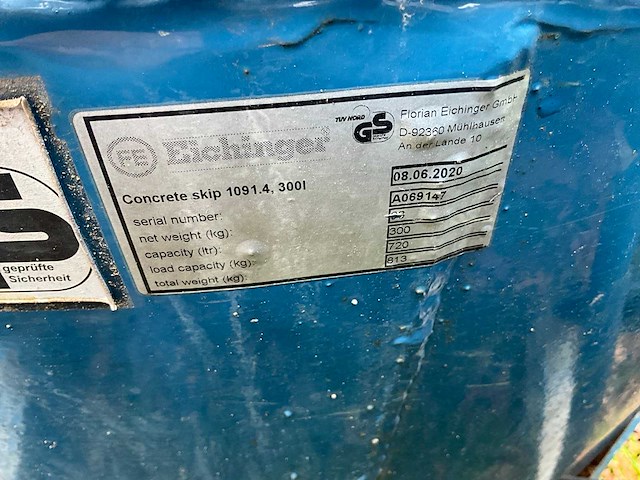 TÜV NORD
GS
Florian Eichinger GmbH
D-92360 Mühlhausen
An der Lände 10
FE Eichinger
Concrete skip 1091.4, 300l
08.06.2020
serial number: A069147
net weight (kg):
capacity (ltr): 300
load capacity (kg): 720
total weight (kg): 813
S
geprüfte
Sicherheit